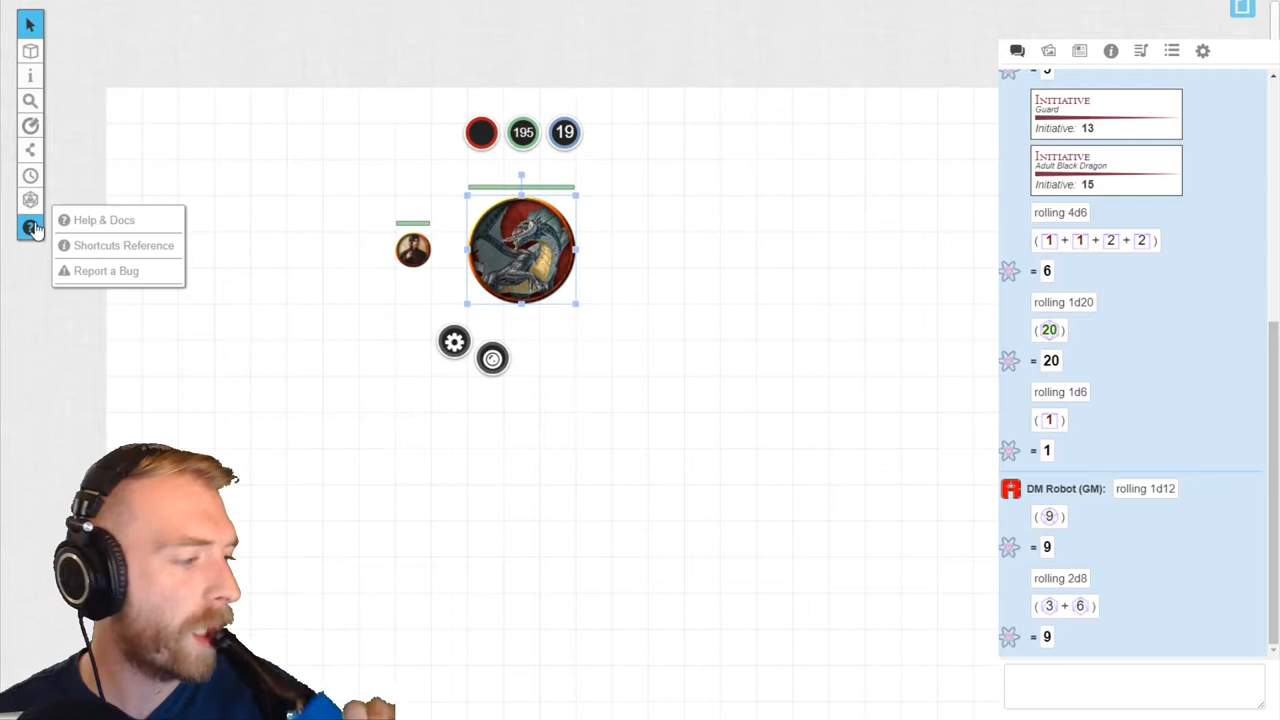 195
19
Help & Docs
Shortcuts Reference
Report a Bug
INITIATIVE
Guard
Initiative: 13
INITIATIVE
Adult Black Dragon
Initiative: 15
rolling 4d6
( 1 + 1 + 2 + 2 )
= 6
rolling 1d20
( 20 )
= 20
rolling 1d6
( 1 )
= 1
DM Robot (GM): rolling 1d12
( 9 )
= 9
rolling 2d8
( 3 + 6 )
= 9